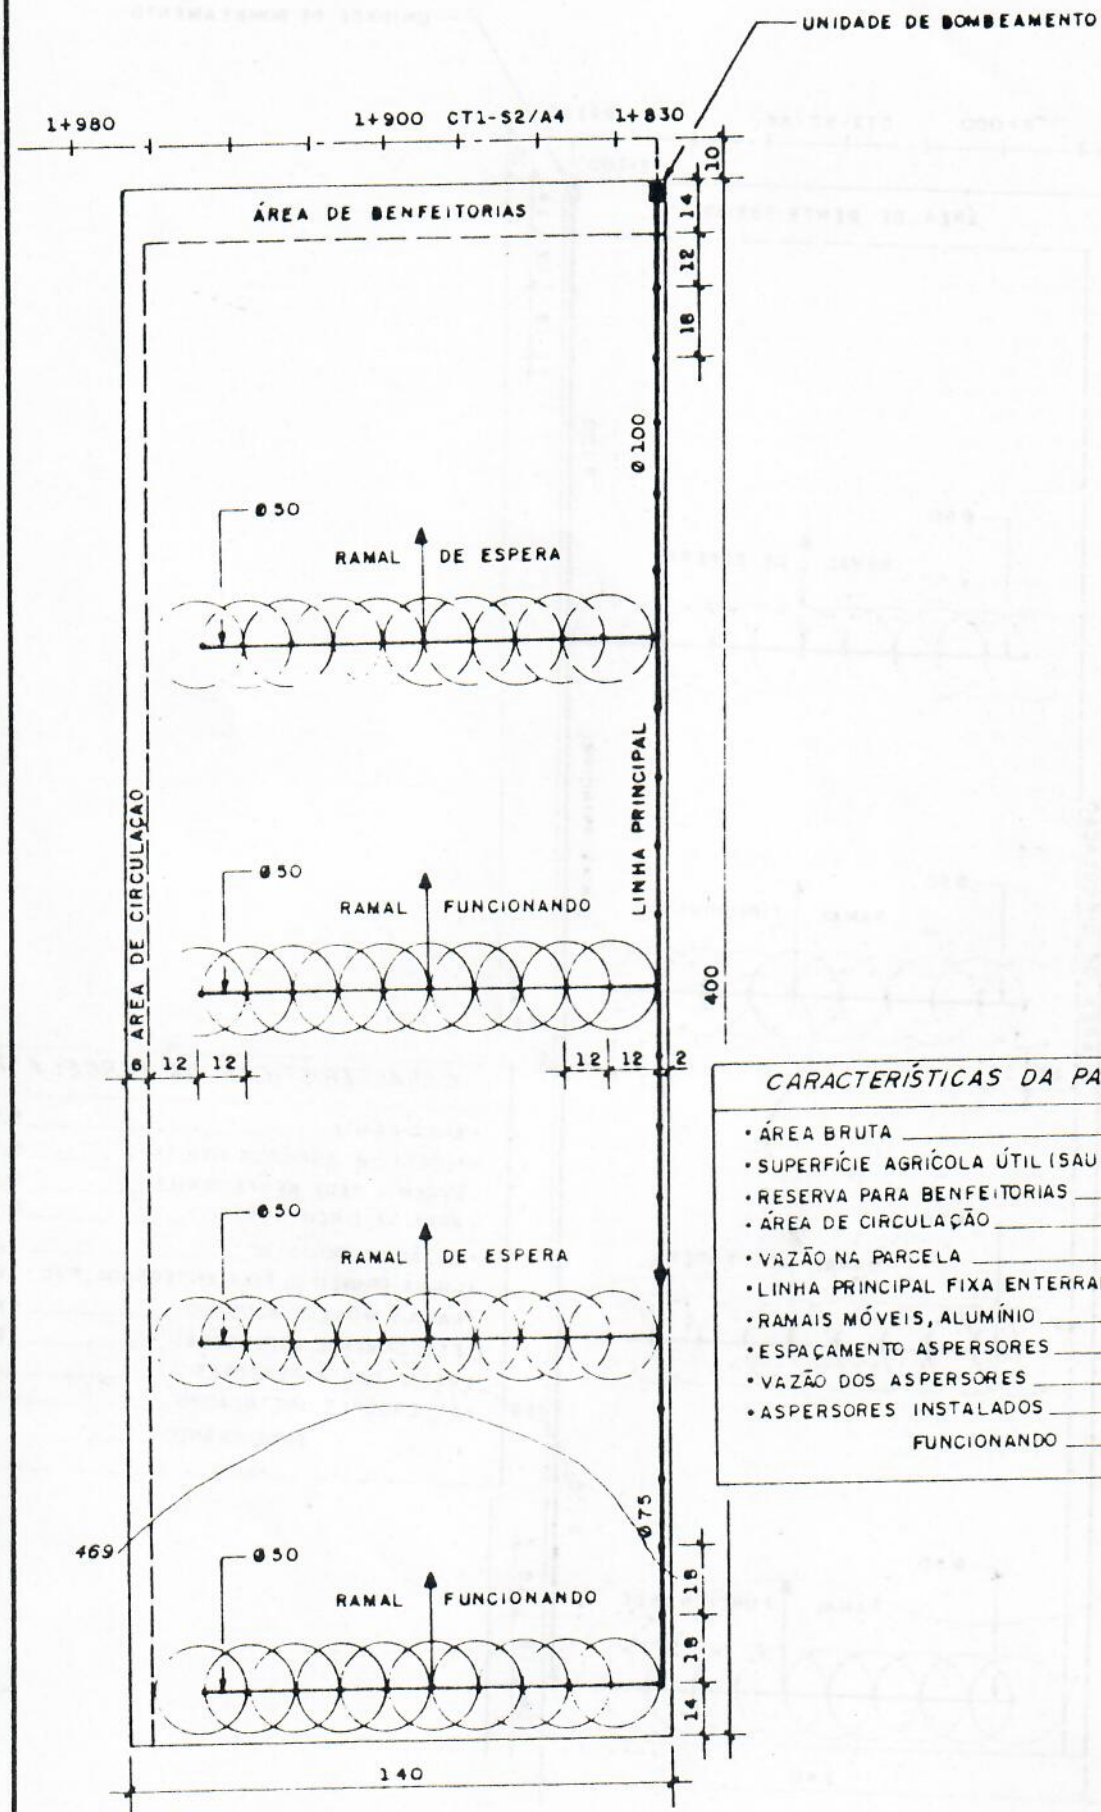 UNIDADE DE BOMBEAMENTO
1+980 1+900 CT1-S2/A4 1+830
10
ÁREA DE BENFEITORIAS
14
12
18
Ø 100
Ø50
RAMAL DE ESPERA
ÁREA DE CIRCULAÇÃO
LINHA PRINCIPAL
Ø50
RAMAL FUNCIONANDO
400
6 12 12 12 12 2
CARACTERÍSTICAS DA PA
• ÁREA BRUTA
• SUPERFÍCIE AGRÍCOLA ÚTIL (SAU
• RESERVA PARA BENFEITORIAS
• ÁREA DE CIRCULAÇÃO
• VAZÃO NA PARCELA
• LINHA PRINCIPAL FIXA ENTERRA
• RAMAIS MÓVEIS, ALUMÍNIO
• ESPAÇAMENTO ASPERSORES
• VAZÃO DOS ASPERSORES
• ASPERSORES INSTALADOS
FUNCIONANDO
Ø50
RAMAL DE ESPERA
Ø75
469
Ø50
RAMAL FUNCIONANDO
18
18
14
140